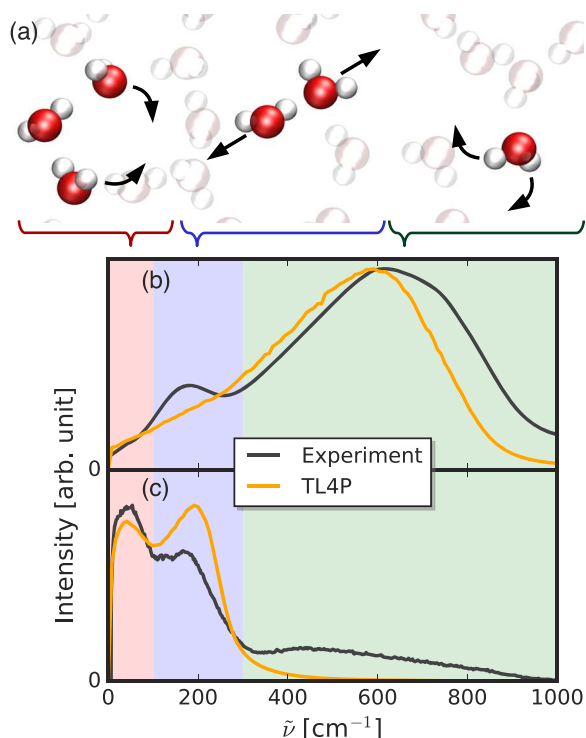 (a)
(b)
0
Experiment
TL4P
(c)
Intensity [arb. unit]
0
0 200 400 600 800 1000
ν̃ [cm⁻¹]